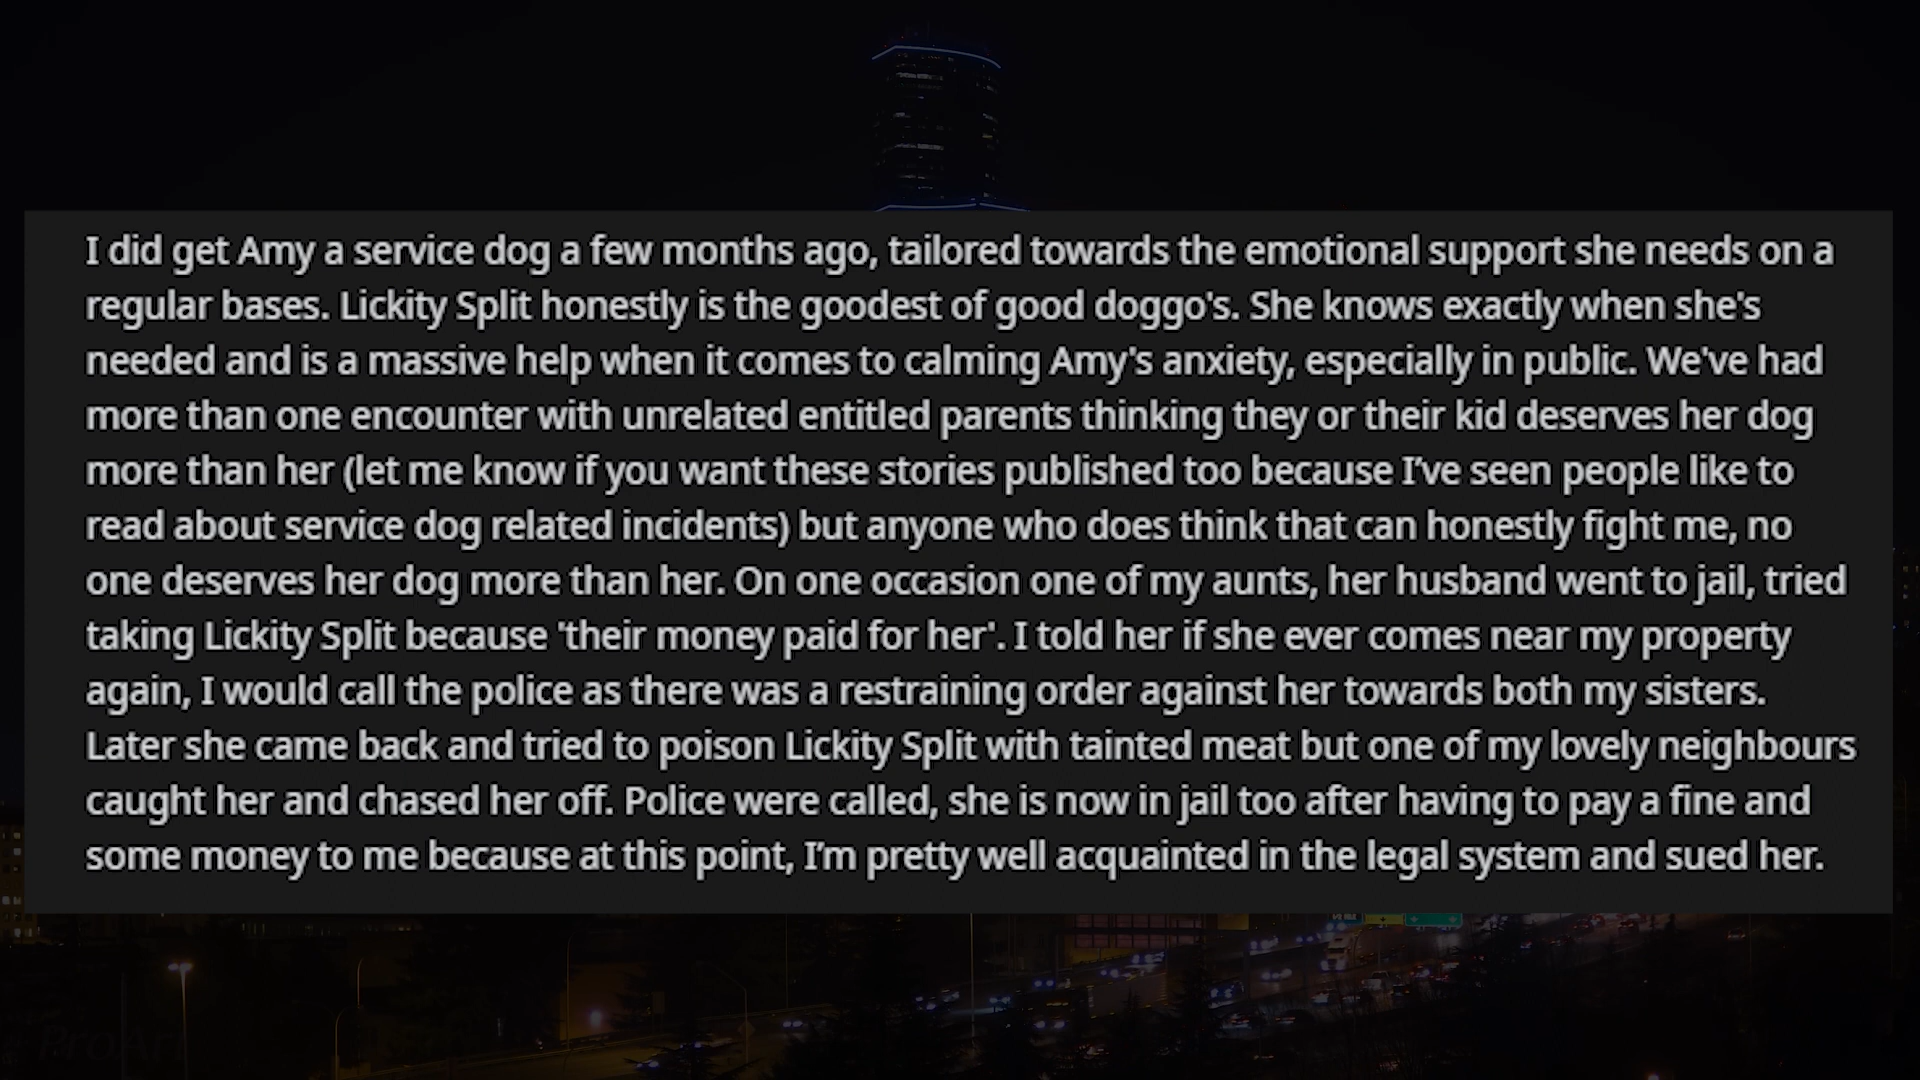 I did get Amy a service dog a few months ago, tailored towards the emotional support she needs on a
regular bases. Lickity Split honestly is the goodest of good doggo's. She knows exactly when she's
needed and is a massive help when it comes to calming Amy's anxiety, especially in public. We've had
more than one encounter with unrelated entitled parents thinking they or their kid deserves her dog
more than her (let me know if you want these stories published too because I’ve seen people like to
read about service dog related incidents) but anyone who does think that can honestly fight me, no
one deserves her dog more than her. On one occasion one of my aunts, her husband went to jail, tried
taking Lickity Split because 'their money paid for her'. I told her if she ever comes near my property
again, I would call the police as there was a restraining order against her towards both my sisters.
Later she came back and tried to poison Lickity Split with tainted meat but one of my lovely neighbours
caught her and chased her off. Police were called, she is now in jail too after having to pay a fine and
some money to me because at this point, I’m pretty well acquainted in the legal system and sued her.